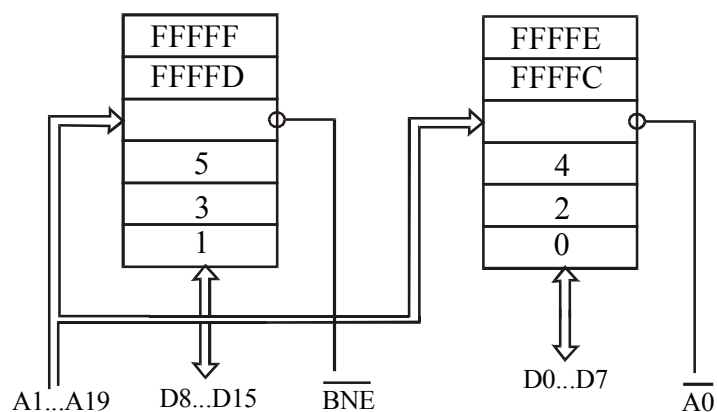 FFFFF
FFFFD
5
3
1
FFFFE
FFFFC
4
2
0
A1...A19
D8...D15
BNE
D0...D7
A0